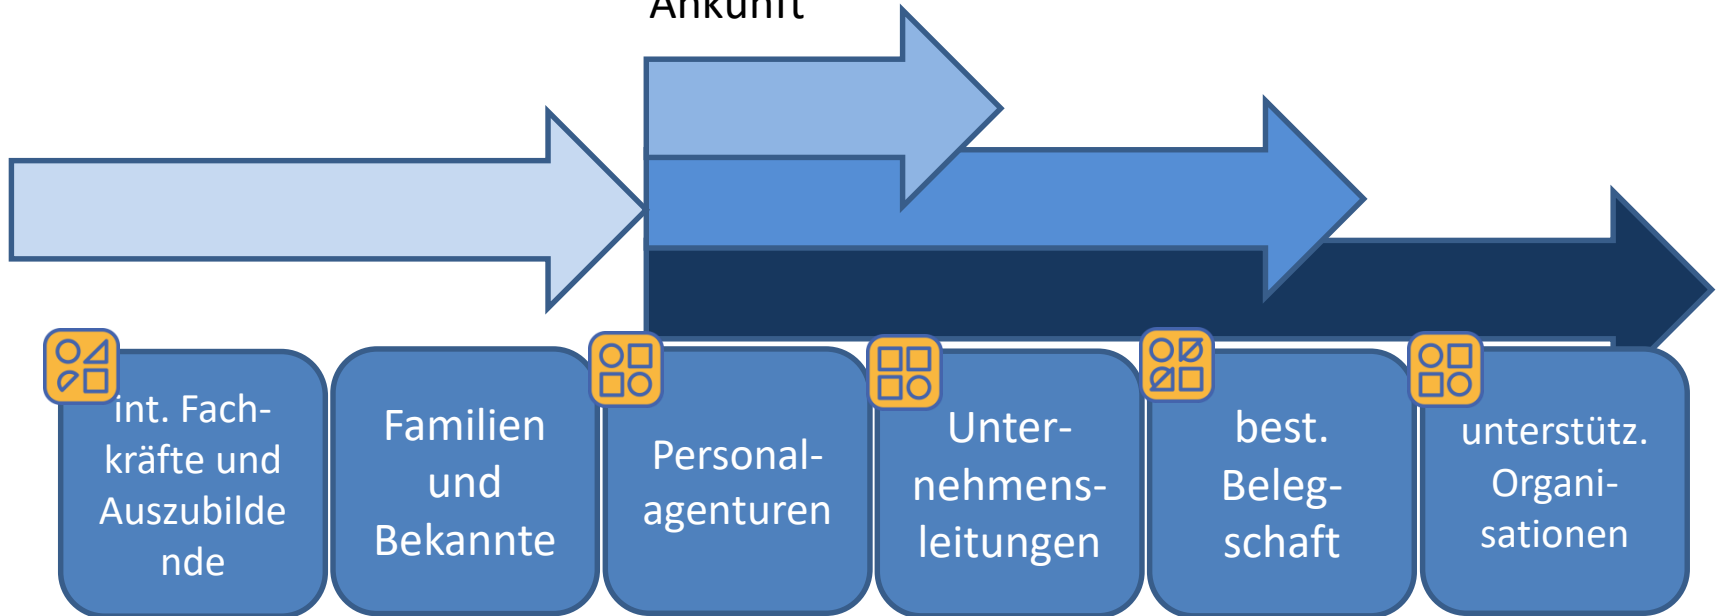 Ankunft
int. Fach-
kräfte und
Auszubilde
nde
Familien
und
Bekannte
Personal-
agenturen
Unter-
nehmens-
leitungen
best.
Beleg-
schaft
unterstütz.
Organi-
sationen